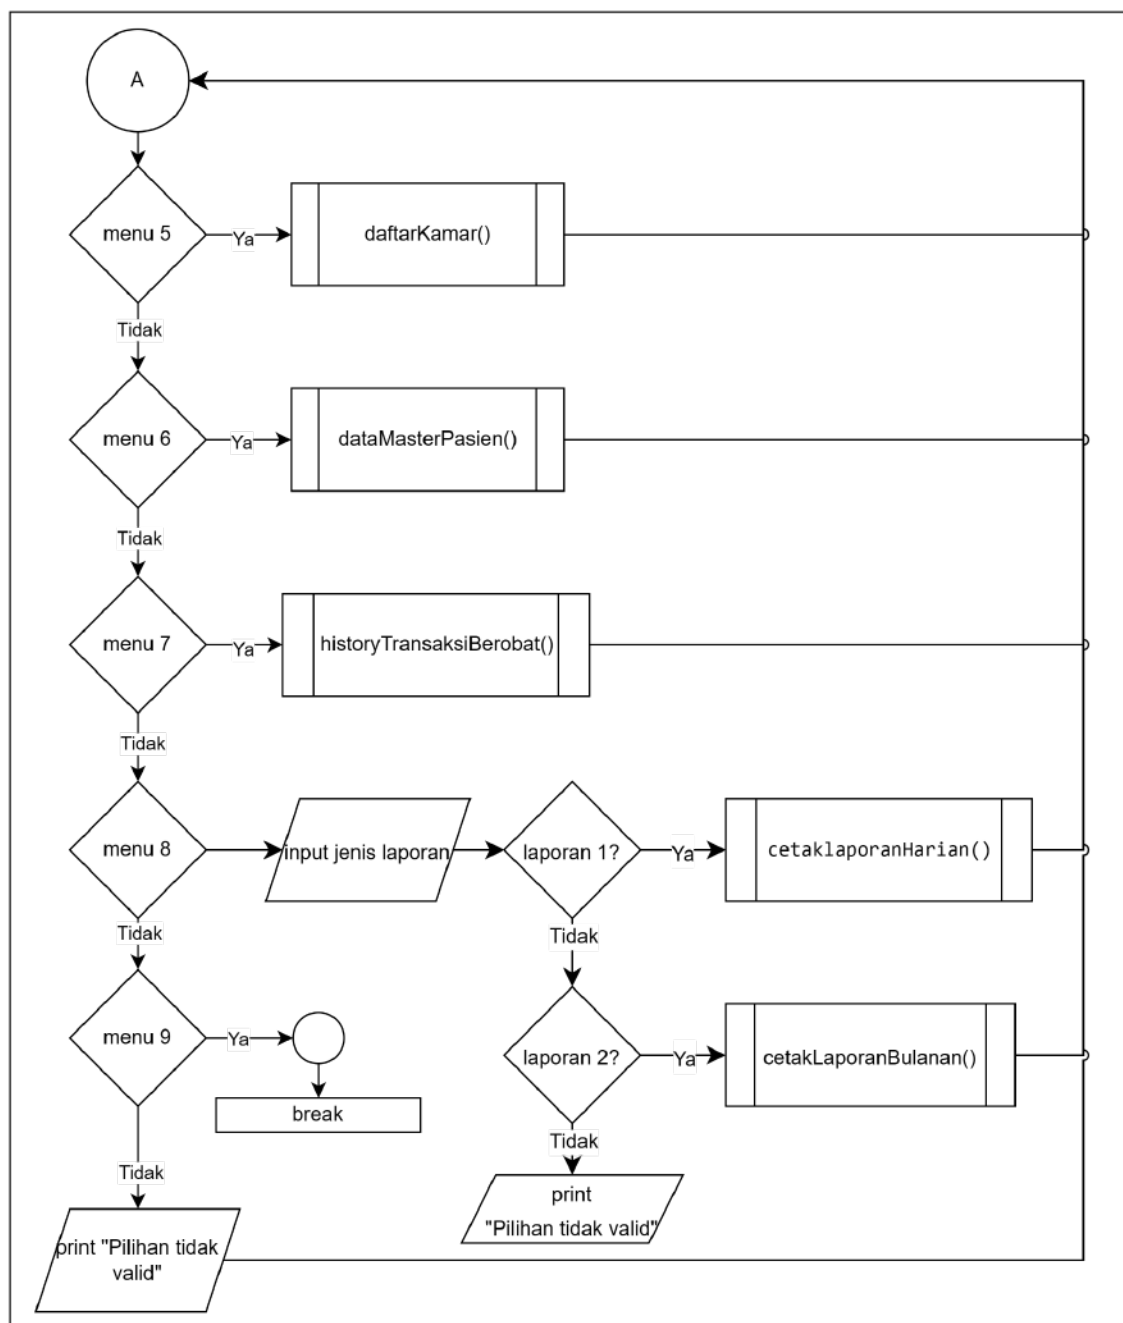 A
menu 5
Ya
daftarKamar()
Tidak
menu 6
Ya
dataMasterPasien()
Tidak
menu 7
Ya
historyTransaksiBerobat()
Tidak
menu 8
input jenis laporan
laporan 1?
Ya
cetaklaporanHarian()
Tidak
Tidak
menu 9
Ya
break
laporan 2?
Ya
cetakLaporanBulanan()
Tidak
Tidak
print
"Pilihan tidak valid"
print "Pilihan tidak
valid"